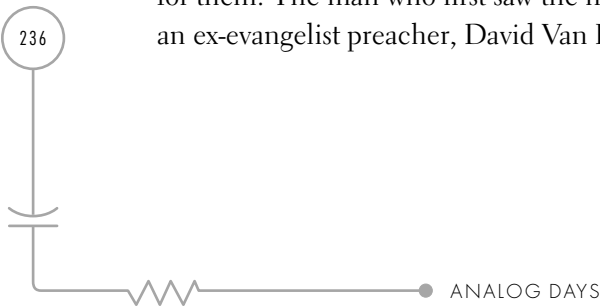 for them. The man who first saw the
236
an ex-evangelist preacher, David Van
ANALOG DAYS